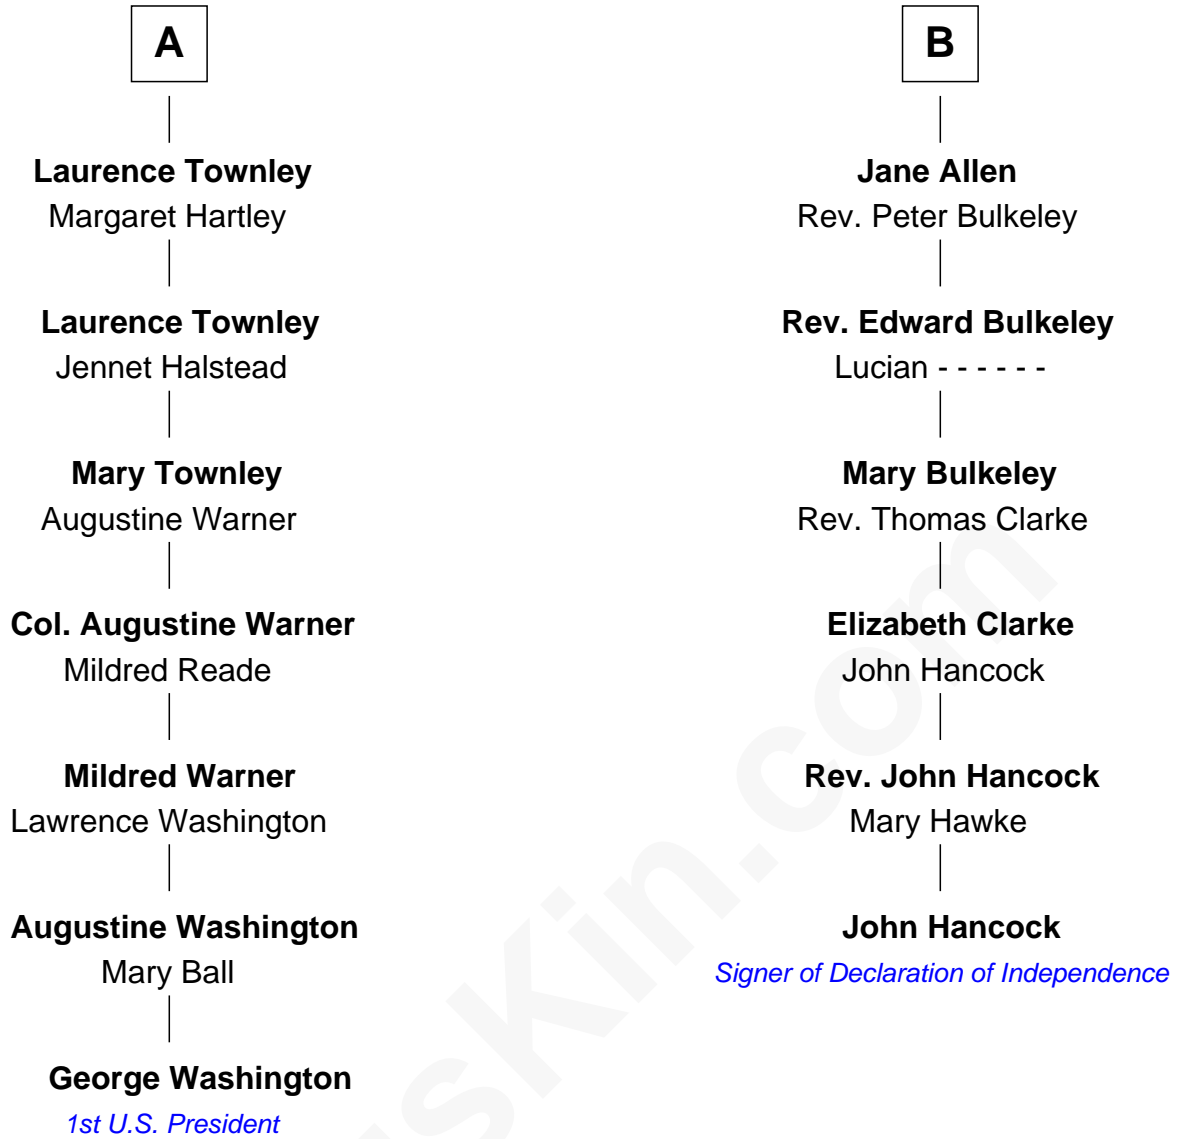 A
Laurence Townley
Margaret Hartley
Laurence Townley
Jennet Halstead
Mary Townley
Augustine Warner
Col. Augustine Warner
Mildred Reade
Mildred Warner
Lawrence Washington
Augustine Washington
Mary Ball
George Washington
1st U.S. President
B
Jane Allen
Rev. Peter Bulkeley
Rev. Edward Bulkeley
Lucian - - - - - -
Mary Bulkeley
Rev. Thomas Clarke
Elizabeth Clarke
John Hancock
Rev. John Hancock
Mary Hawke
John Hancock
Signer of Declaration of Independence